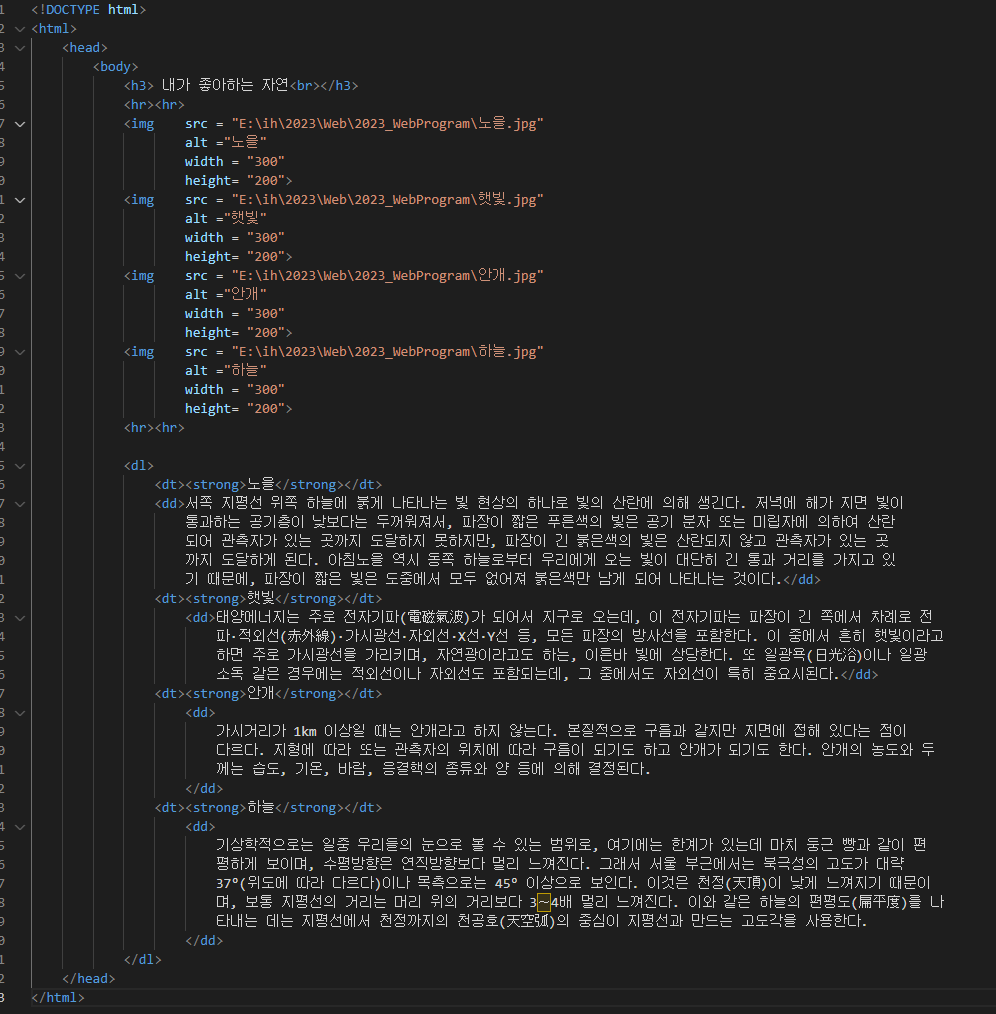 <!DOCTYPE html>
<html>
<head>
<body>
<h3> 내가 좋아하는 자연<br></h3>
<hr><hr>
<img src = "E:\ih\2023\Web\2023_WebProgram\노을.jpg"
alt ="노을"
width = "300"
height= "200">
<img src = "E:\ih\2023\Web\2023_WebProgram\햇빛.jpg"
alt ="햇빛"
width = "300"
height= "200">
<img src = "E:\ih\2023\Web\2023_WebProgram\안개.jpg"
alt ="안개"
width = "300"
height= "200">
<img src = "E:\ih\2023\Web\2023_WebProgram\하늘.jpg"
alt ="하늘"
width = "300"
height= "200">
<hr><hr>
<dl>
<dt><strong>노을</strong></dt>
<dd>서쪽 지평선 위쪽 하늘에 붉게 나타나는 빛 현상의 하나로 빛의 산란에 의해 생긴다. 저녁에 해가 지면 빛이
통과하는 공기층이 낮보다는 두꺼워져서, 파장이 짧은 푸른색의 빛은 공기 분자 또는 미립자에 의하여 산란
되어 관측자가 있는 곳까지 도달하지 못하지만, 파장이 긴 붉은색의 빛은 산란되지 않고 관측자가 있는 곳
까지 도달하게 된다. 아침노을 역시 동쪽 하늘로부터 우리에게 오는 빛이 대단히 긴 통과 거리를 가지고 있
기 때문에, 파장이 짧은 빛은 도중에서 모두 없어져 붉은색만 남게 되어 나타나는 것이다.</dd>
<dt><strong>햇빛</strong></dt>
<dd>태양에너지는 주로 전자기파(電磁氣波)가 되어서 지구로 오는데, 이 전자기파는 파장이 긴 쪽에서 차례로 전
파·적외선(赤外線)·가시광선·자외선·X선·Y선 등, 모든 파장의 방사선을 포함한다. 이 중에서 흔히 햇빛이라고
하면 주로 가시광선을 가리키며, 자연광이라고도 하는, 이른바 빛에 상당한다. 또 일광욕(日光浴)이나 일광
소독 같은 경우에는 적외선이나 자외선도 포함되는데, 그 중에서도 자외선이 특히 중요시된다.</dd>
<dt><strong>안개</strong></dt>
<dd>
가시거리가 1km 이상일 때는 안개라고 하지 않는다. 본질적으로 구름과 같지만 지면에 접해 있다는 점이
다르다. 지형에 따라 또는 관측자의 위치에 따라 구름이 되기도 하고 안개가 되기도 한다. 안개의 농도와 두
께는 습도, 기온, 바람, 응결핵의 종류와 양 등에 의해 결정된다.
</dd>
<dt><strong>하늘</strong></dt>
<dd>
기상학적으로는 일중 우리들의 눈으로 볼 수 있는 범위로, 여기에는 한계가 있는데 마치 둥근 빵과 같이 편
평하게 보이며, 수평방향은 연직방향보다 멀리 느껴진다. 그래서 서울 부근에서는 북극성의 고도가 대략
37°(위도에 따라 다르다)이나 목측으로는 45° 이상으로 보인다. 이것은 천정(天頂)이 낮게 느껴지기 때문이
며, 보통 지평선의 거리는 머리 위의 거리보다 3～4배 멀리 느껴진다. 이와 같은 하늘의 편평도(扁平度)를 나
타내는 데는 지평선에서 천정까지의 천공호(天空弧)의 중심이 지평선과 만드는 고도각을 사용한다.
</dd>
</dl>
</head>
</html>